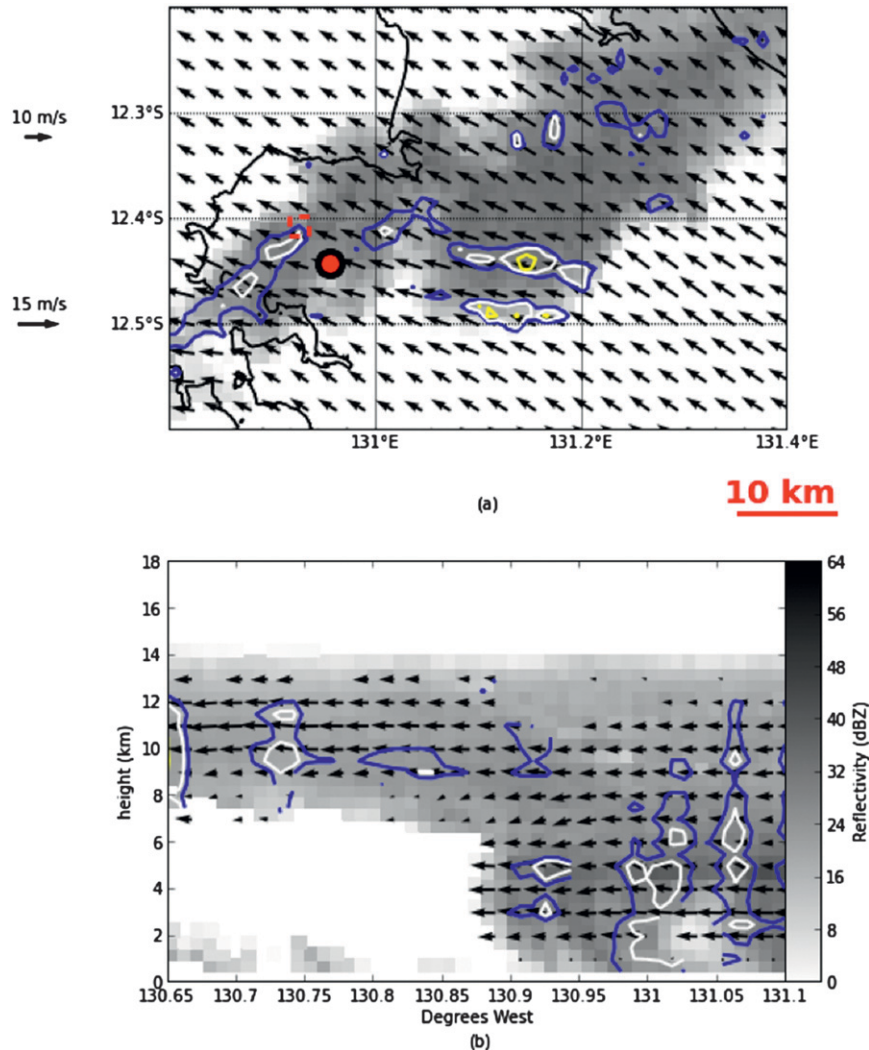 10 m/s
12.3°S
12.4°S
15 m/s
12.5°S
131°E 131.2°E 131.4°E
(a)
10 km
18
16
14
12
10
8
6
4
2
0
height (km)
130.65 130.7 130.75 130.8 130.85 130.9 130.95 131 131.05 131.1
Degrees West
(b)
64
56
48
40
32
24
16
8
0
Reflectivity (dBZ)